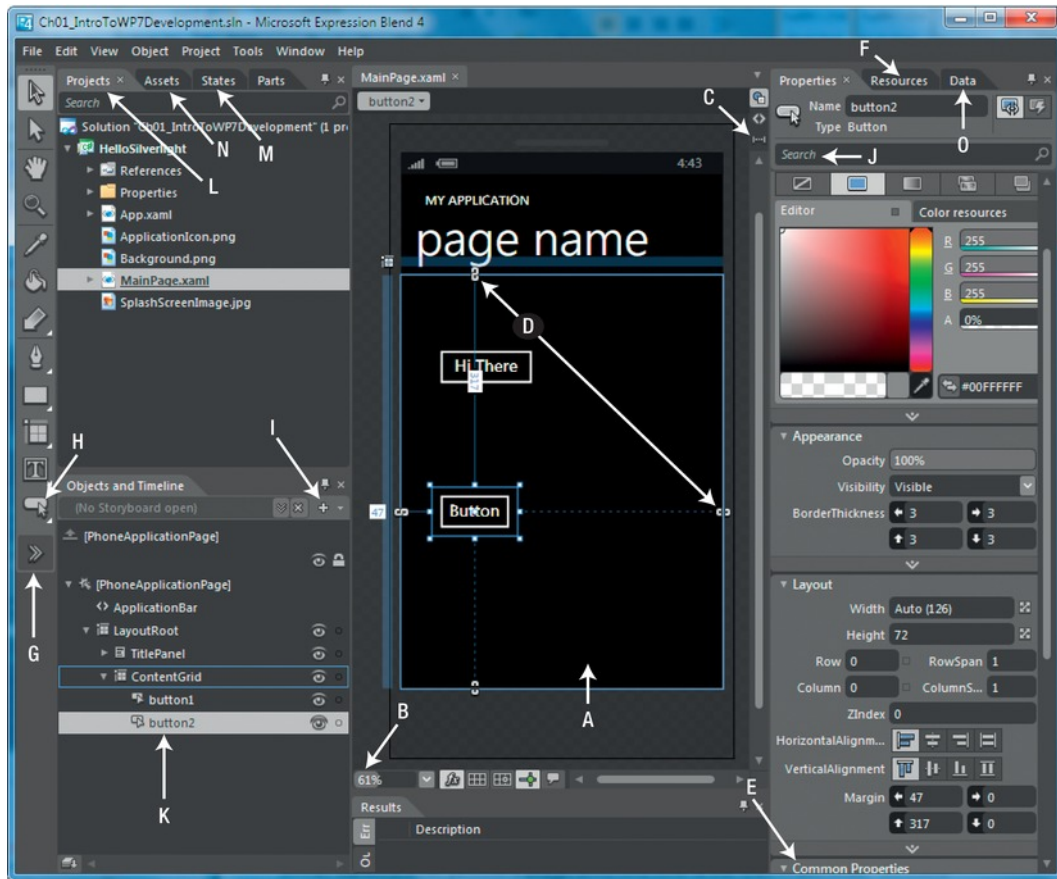 Ch01_IntroToWP7Development.sln - Microsoft Expression Blend 4
File Edit View Object Project Tools Window Help
Projects × Assets States Parts
Search
Solution "Ch01_IntroToWP7Development" (1 pr
HelloSilverlight
References
Properties
App.xaml
ApplicationIcon.png
Background.png
MainPage.xaml
SplashScreenImage.jpg
L
N
M
H
I
G
K
Objects and Timeline
(No Storyboard open)
[PhoneApplicationPage]
[PhoneApplicationPage]
ApplicationBar
LayoutRoot
TitlePanel
ContentGrid
button1
button2
MainPage.xaml ×
button2
C
4:43
MY APPLICATION
page name
D
Hi There
317
47
Button
A
B
61%
Results
Err
Description
F
Properties × Resources Data
Name button2
Type Button
O
Search
J
Editor
Color resources
R 255
G 255
B 255
A 0%
#00FFFFFF
Appearance
Opacity 100%
Visibility Visible
BorderThickness 3 3
3 3
Layout
Width Auto (126)
Height 72
Row 0 RowSpan 1
Column 0 ColumnS... 1
ZIndex 0
HorizontalAlignm...
VerticalAlignment
E
Margin 47 0
317 0
Common Properties